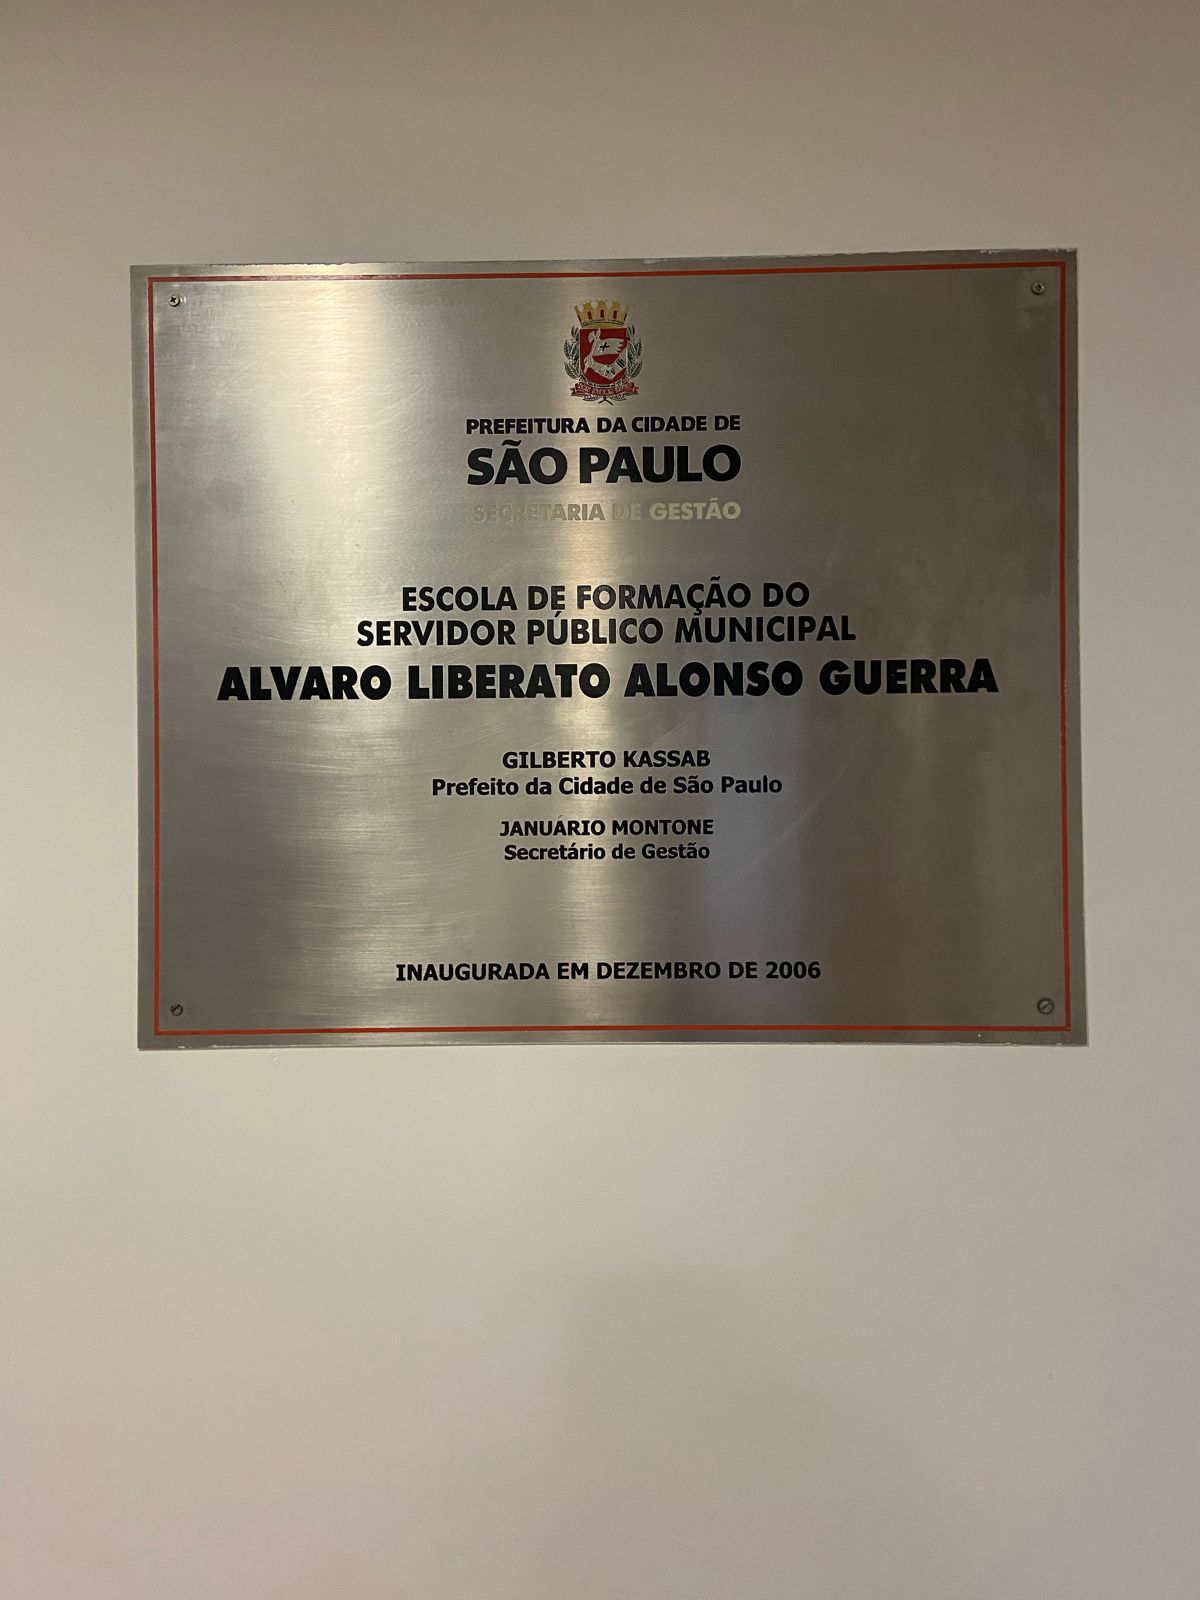 PREFEITURA DA CIDADE DE
SÃO PAULO
SECRETARIA DE GESTÃO
ESCOLA DE FORMAÇÃO DO
SERVIDOR PÚBLICO MUNICIPAL
ALVARO LIBERATO ALONSO GUERRA
GILBERTO KASSAB
Prefeito da Cidade de São Paulo
JANUÁRIO MONTONE
Secretário de Gestão
INAUGURADA EM DEZEMBRO DE 2006